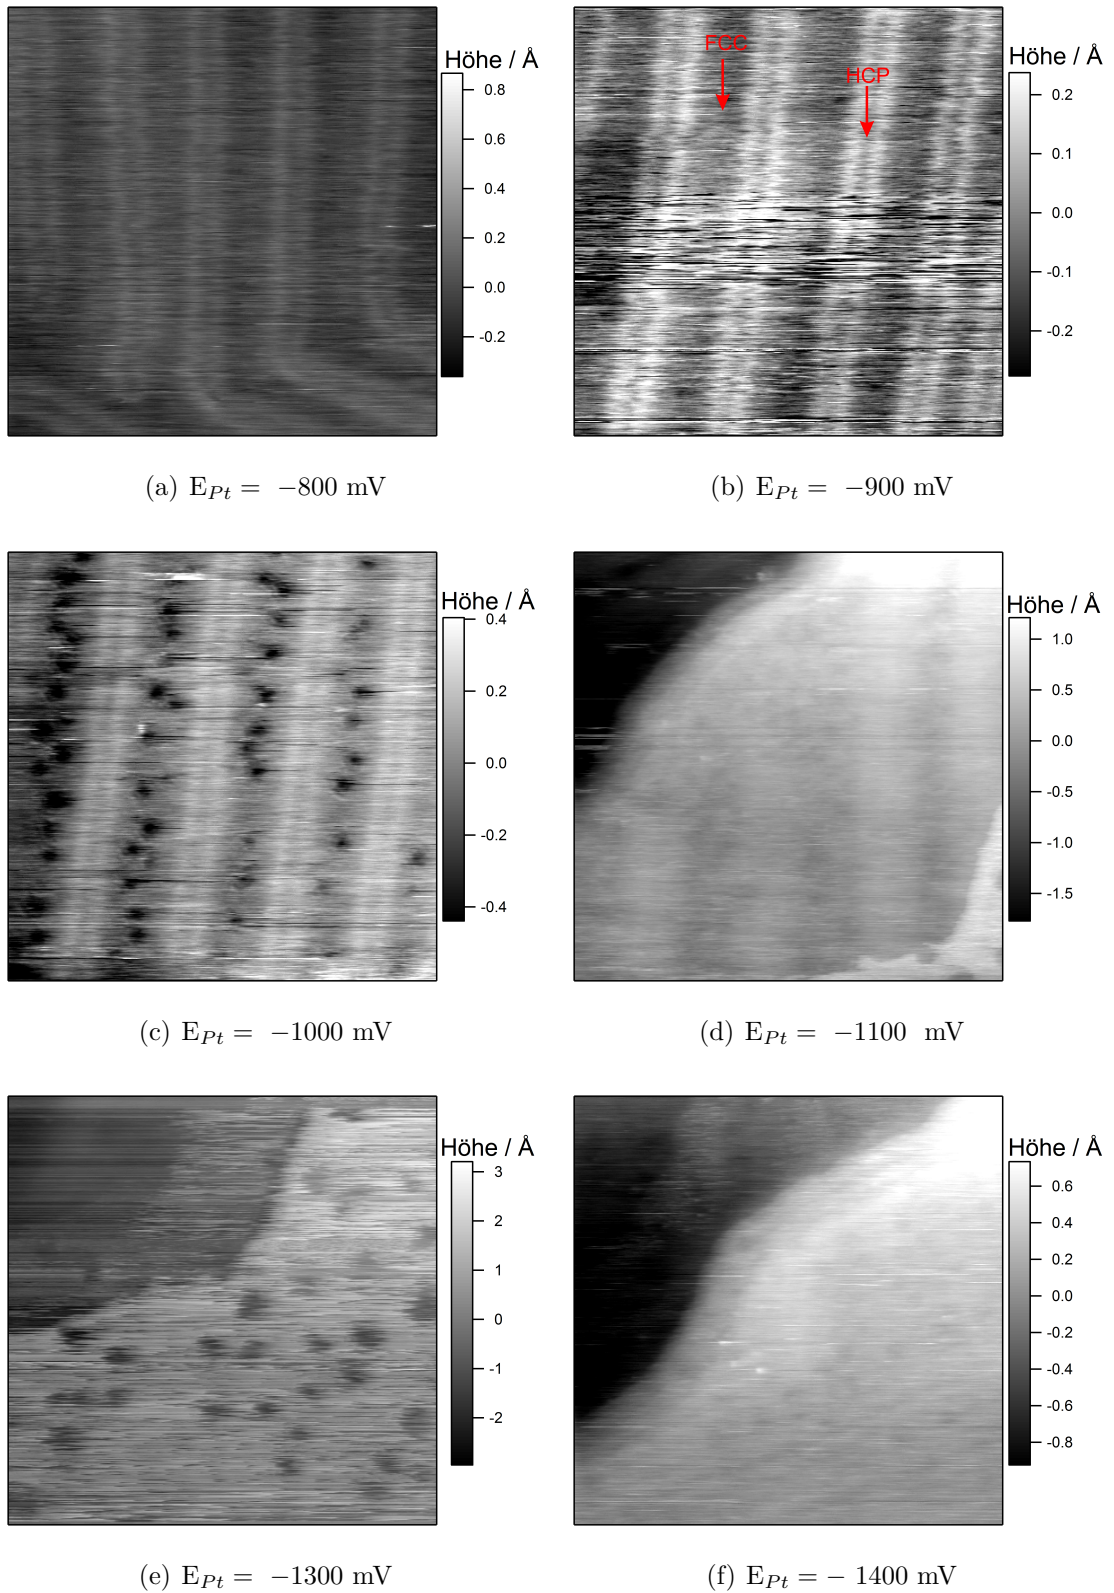 Höhe / Å
0.8
0.6
0.4
0.2
0.0
-0.2
(a) E_Pt = −800 mV
FCC
HCP
Höhe / Å
0.2
0.1
0.0
-0.1
-0.2
(b) E_Pt = −900 mV
Höhe / Å
0.4
0.2
0.0
-0.2
-0.4
(c) E_Pt = −1000 mV
Höhe / Å
1.0
0.5
0.0
-0.5
-1.0
-1.5
(d) E_Pt = −1100 mV
Höhe / Å
3
2
1
0
-1
-2
(e) E_Pt = −1300 mV
Höhe / Å
0.6
0.4
0.2
0.0
-0.2
-0.4
-0.6
-0.8
(f) E_Pt = − 1400 mV